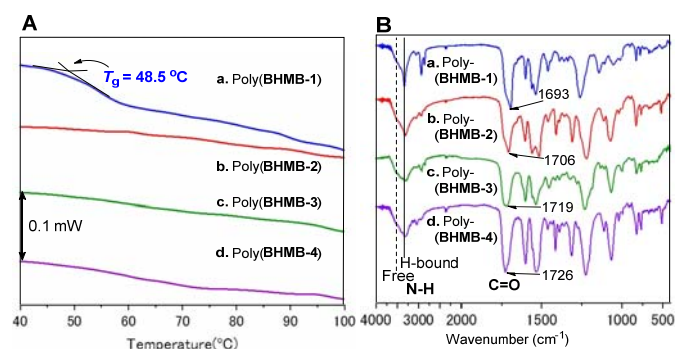 A
T_g = 48.5 °C
a. Poly(BHMB-1)
b. Poly(BHMB-2)
c. Poly(BHMB-3)
0.1 mW
d. Poly(BHMB-4)
40 50 60 70 80 90 100
Temperature(°C)
B
a. Poly-
(BHMB-1)
1693
b. Poly-
(BHMB-2)
1706
c. Poly-
(BHMB-3)
1719
d. Poly-
(BHMB-4)
H-bound
Free
N-H
C=O
1726
4000 3000 2000 1500 1000 500
Wavenumber (cm⁻¹)